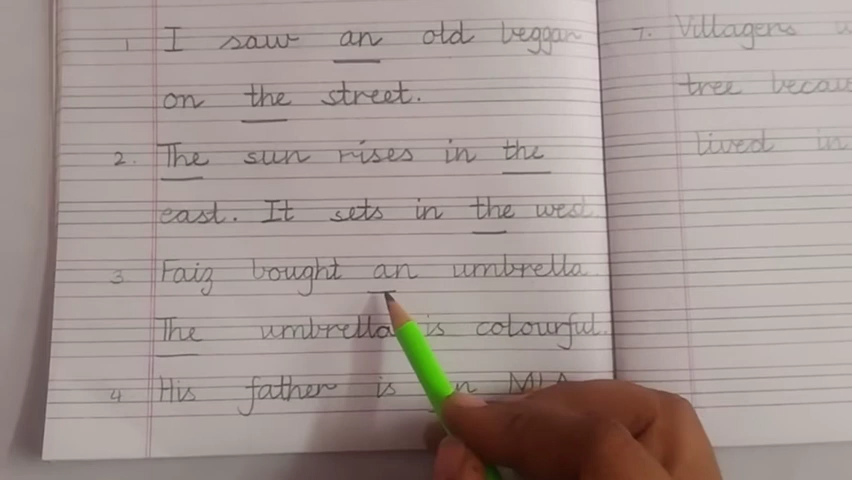 1 I saw an old beggar
on the street.
2. The sun rises in the
east. It sets in the west
3 Faiz bought an umbrella
The umbrella is colourful.
4 His father is an MLA
7. Villagers
tree
lived in